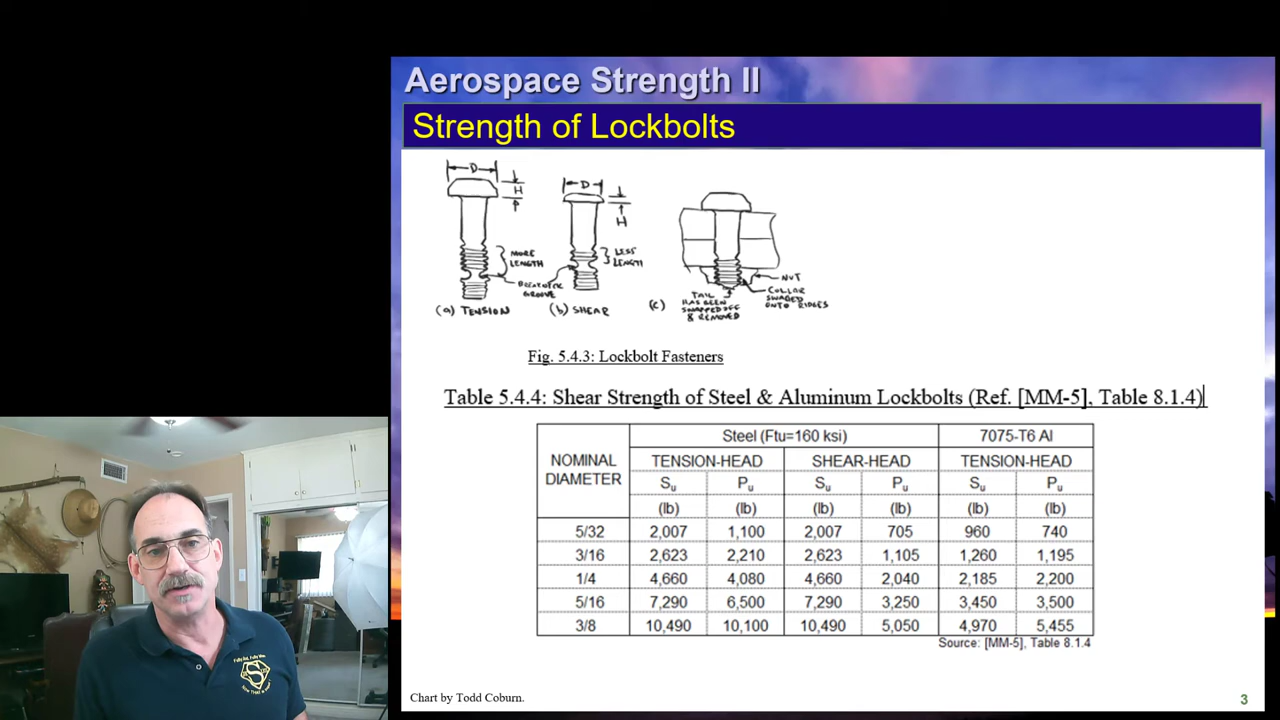 Aerospace Strength II
Strength of Lockbolts
D
H
D
H
MORE
LENGTH
LESS
LENGTH
BREAKOFF
GROOVE
NUT
COLLAR
SWAGED
ONTO RIDGES
TAIL
HAS BEEN
SNAPPED OFF
& REMOVED
(a) TENSION
(b) SHEAR
(c)
Fig. 5.4.3: Lockbolt Fasteners
Table 5.4.4: Shear Strength of Steel & Aluminum Lockbolts (Ref. [MM-5], Table 8.1.4)
NOMINAL DIAMETER Steel (Ftu=160 ksi) 7075-T6 Al
TENSION-HEAD SHEAR-HEAD TENSION-HEAD
Su Pu Su Pu Su Pu
(lb) (lb) (lb) (lb) (lb) (lb)
5/32 2,007 1,100 2,007 705 960 740
3/16 2,623 2,210 2,623 1,105 1,260 1,195
1/4 4,660 4,080 4,660 2,040 2,185 2,200
5/16 7,290 6,500 7,290 3,250 3,450 3,500
3/8 10,490 10,100 10,490 5,050 4,970 5,455
Source: [MM-5], Table 8.1.4
Chart by Todd Coburn.
3
S